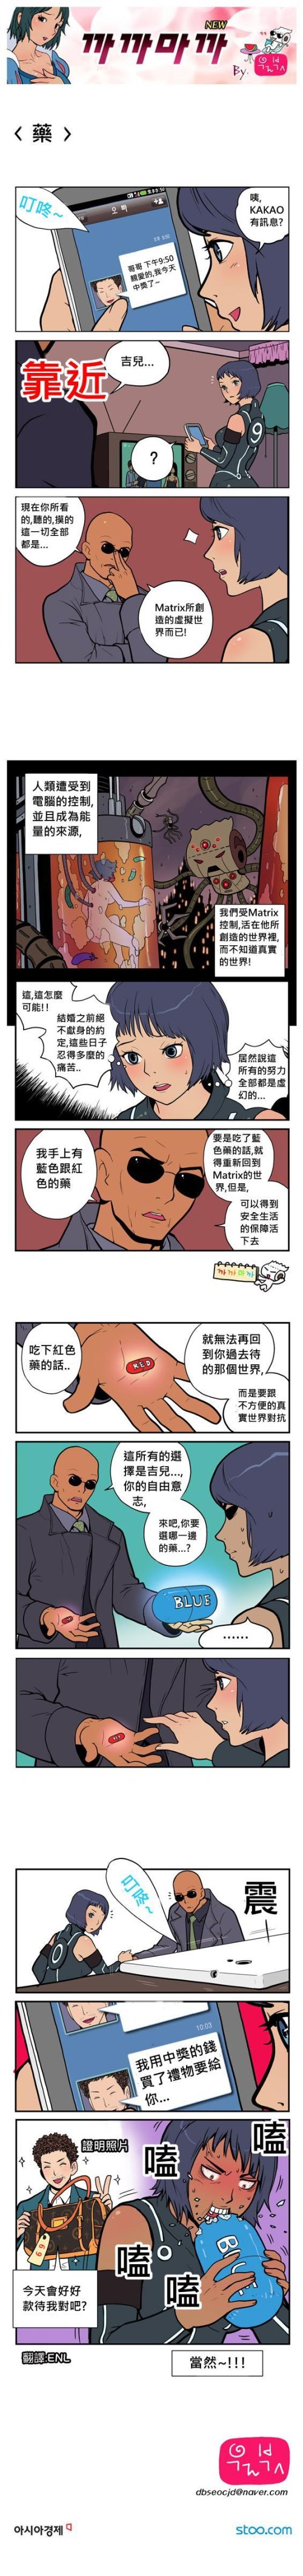 NEW
까까마까
By.
< 藥 >
叮咚~
오빠
哥哥 下午9:50
親愛的,我今天
中獎了~
咦,
KAKAO
有訊息?
靠近
吉兒...
?
9
現在你所看
的,聽的,摸的
這一切全部
都是...
Matrix所創
造的虛擬世
界而已!
人類遭受到
電腦的控制,
並且成為能
量的來源,
我們受Matrix
控制,活在他所
創造的世界裡,
而不知道真實
的世界!
這,這怎麼
可能!!
結婚之前絕
不獻身的約
定,這些日子
忍得多麼的
痛苦..
居然說這
所有的努力
全部都是虛
幻的...
我手上有
藍色跟紅
色的藥
要是吃了藍
色藥的話,就
得重新回到
Matrix的世
界,但是,
可以得到
安全生活
的保障活
下去
까까마까
吃下紅色
藥的話..
RED
就無法再回
到你過去待
的那個世界,
而是要跟
不方便的真
實世界對抗
這所有的選
擇是吉兒...,
你的自由意
志,
來吧,你要
選哪一邊
的藥...?
BLUE
......
叮咚~
震
10:03
我用中獎的錢
買了禮物要給
你...
證明照片
嗑
嗑
嗑
嗑
今天會好好
款待我對吧?
翻譯:ENL
當然~!!!
dbseocjd@naver.com
아시아경제
stoo.com